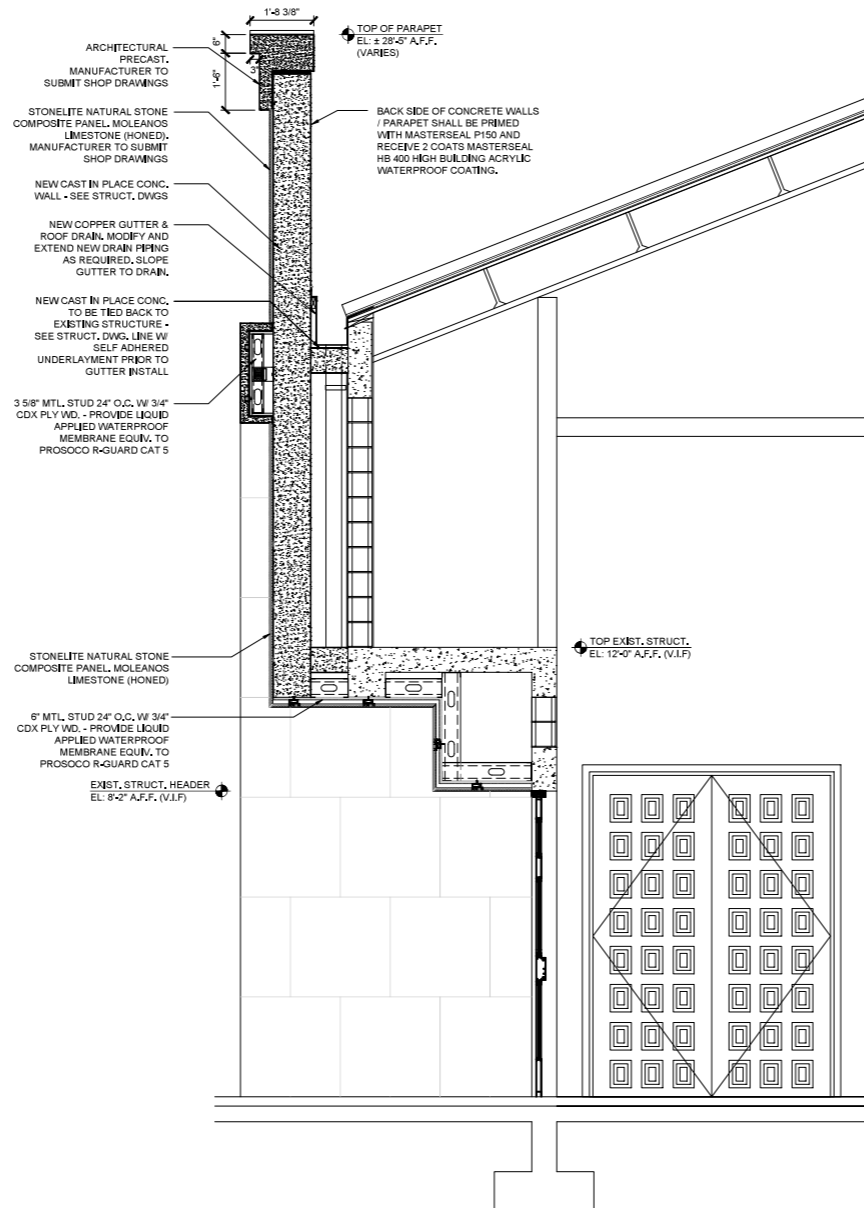 1'-8 3/8"
6"
3"
1'-6"
TOP OF PARAPET
EL: ± 28'-5" A.F.F.
(VARIES)
ARCHITECTURAL
PRECAST.
MANUFACTURER TO
SUBMIT SHOP DRAWINGS
STONELITE NATURAL STONE
COMPOSITE PANEL. MOLEANOS
LIMESTONE (HONED).
MANUFACTURER TO SUBMIT
SHOP DRAWINGS
BACK SIDE OF CONCRETE WALLS
/ PARAPET SHALL BE PRIMED
WITH MASTERSEAL P150 AND
RECEIVE 2 COATS MASTERSEAL
HB 400 HIGH BUILDING ACRYLIC
WATERPROOF COATING.
NEW CAST IN PLACE CONC.
WALL - SEE STRUCT. DWGS
NEW COPPER GUTTER &
ROOF DRAIN. MODIFY AND
EXTEND NEW DRAIN PIPING
AS REQUIRED. SLOPE
GUTTER TO DRAIN.
NEW CAST IN PLACE CONC.
TO BE TIED BACK TO
EXISTING STRUCTURE -
SEE STRUCT. DWG. LINE W/
SELF ADHERED
UNDERLAYMENT PRIOR TO
GUTTER INSTALL
3 5/8" MTL. STUD 24" O.C. W/ 3/4"
CDX PLY WD. - PROVIDE LIQUID
APPLIED WATERPROOF
MEMBRANE EQUIV. TO
PROSOCO R-GUARD CAT 5
STONELITE NATURAL STONE
COMPOSITE PANEL. MOLEANOS
LIMESTONE (HONED)
TOP EXIST. STRUCT.
EL: 12'-0" A.F.F. (V.I.F)
6" MTL. STUD 24" O.C. W/ 3/4"
CDX PLY WD. - PROVIDE LIQUID
APPLIED WATERPROOF
MEMBRANE EQUIV. TO
PROSOCO R-GUARD CAT 5
EXIST. STRUCT. HEADER
EL: 8'-2" A.F.F. (V.I.F)